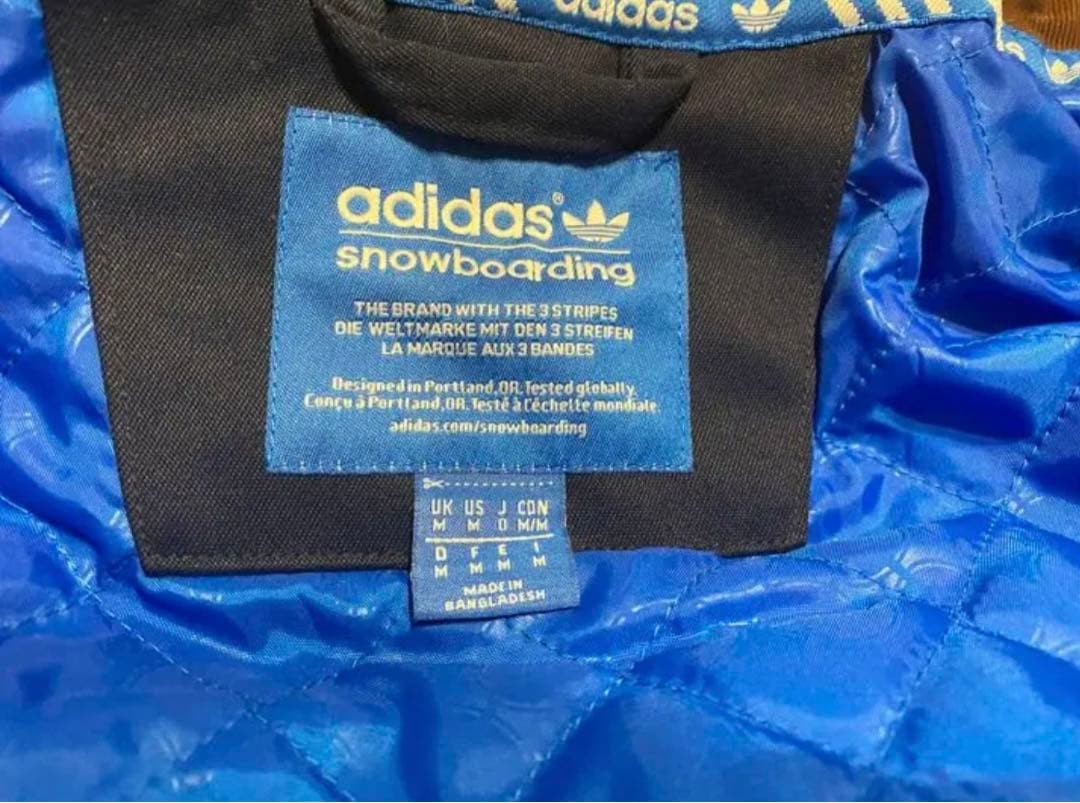 adidas
adidas®
snowboarding
THE BRAND WITH THE 3 STRIPES
DIE WELTMARKE MIT DEN 3 STREIFEN
LA MARQUE AUX 3 BANDES
Designed in Portland, OR. Tested globally.
Conçu à Portland, OR. Testé à l'échelle mondiale.
adidas.com/snowboarding
UK US J CDN
M M O M/M
D F E I
M M M M
MADE IN
BANGLADESH